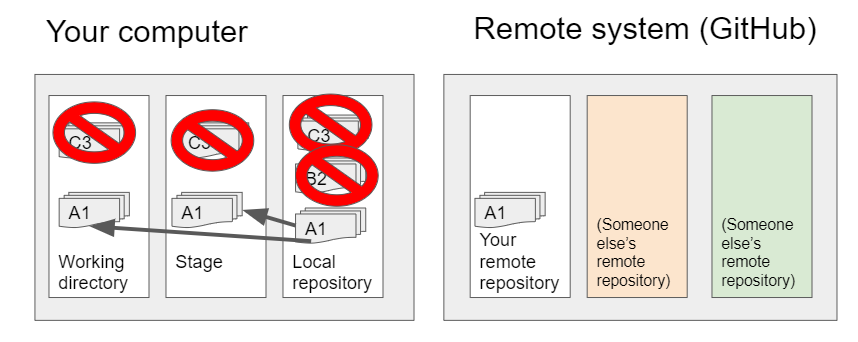 Your computer
Remote system (GitHub)
C3
C3
C3
B2
A1
A1
A1
A1
Working
directory
Stage
Local
repository
Your
remote
repository
(Someone
else's
remote
repository)
(Someone
else's
remote
repository)